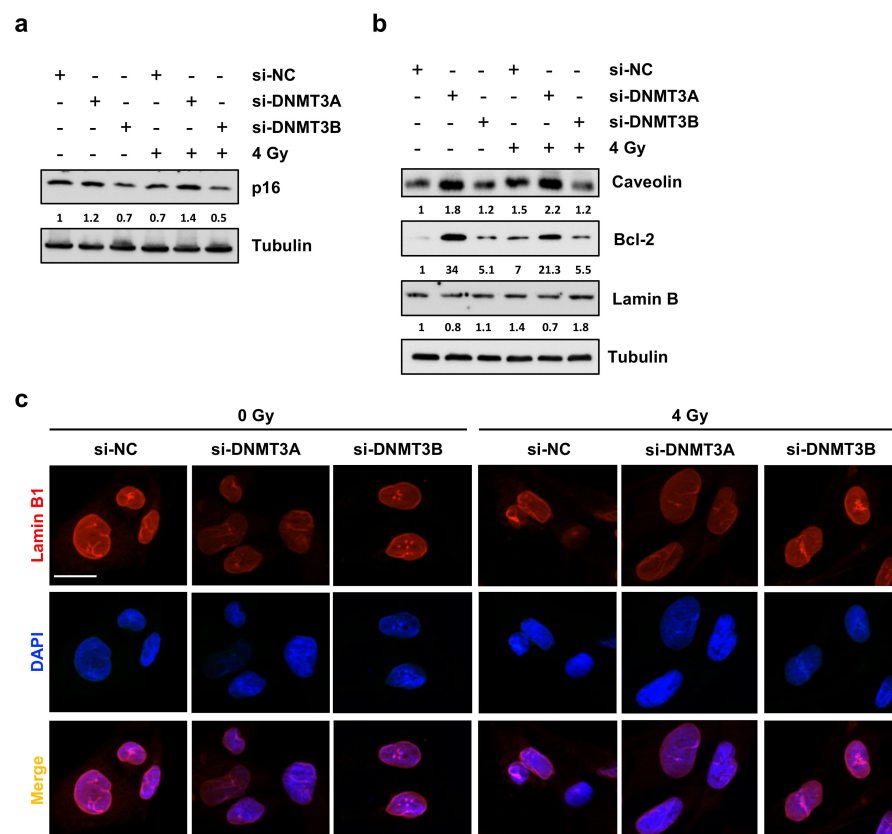 a
+ - - + - - si-NC
- + - - + - si-DNMT3A
- - + - - + si-DNMT3B
- - - + + + 4 Gy
p16
1 1.2 0.7 0.7 1.4 0.5
Tubulin
b
+ - - + - - si-NC
- + - - + - si-DNMT3A
- - + - - + si-DNMT3B
- - - + + + 4 Gy
Caveolin
1 1.8 1.2 1.5 2.2 1.2
Bcl-2
1 34 5.1 7 21.3 5.5
Lamin B
1 0.8 1.1 1.4 0.7 1.8
Tubulin
c
0 Gy 4 Gy
si-NC si-DNMT3A si-DNMT3B si-NC si-DNMT3A si-DNMT3B
Lamin B1
DAPI
Merge